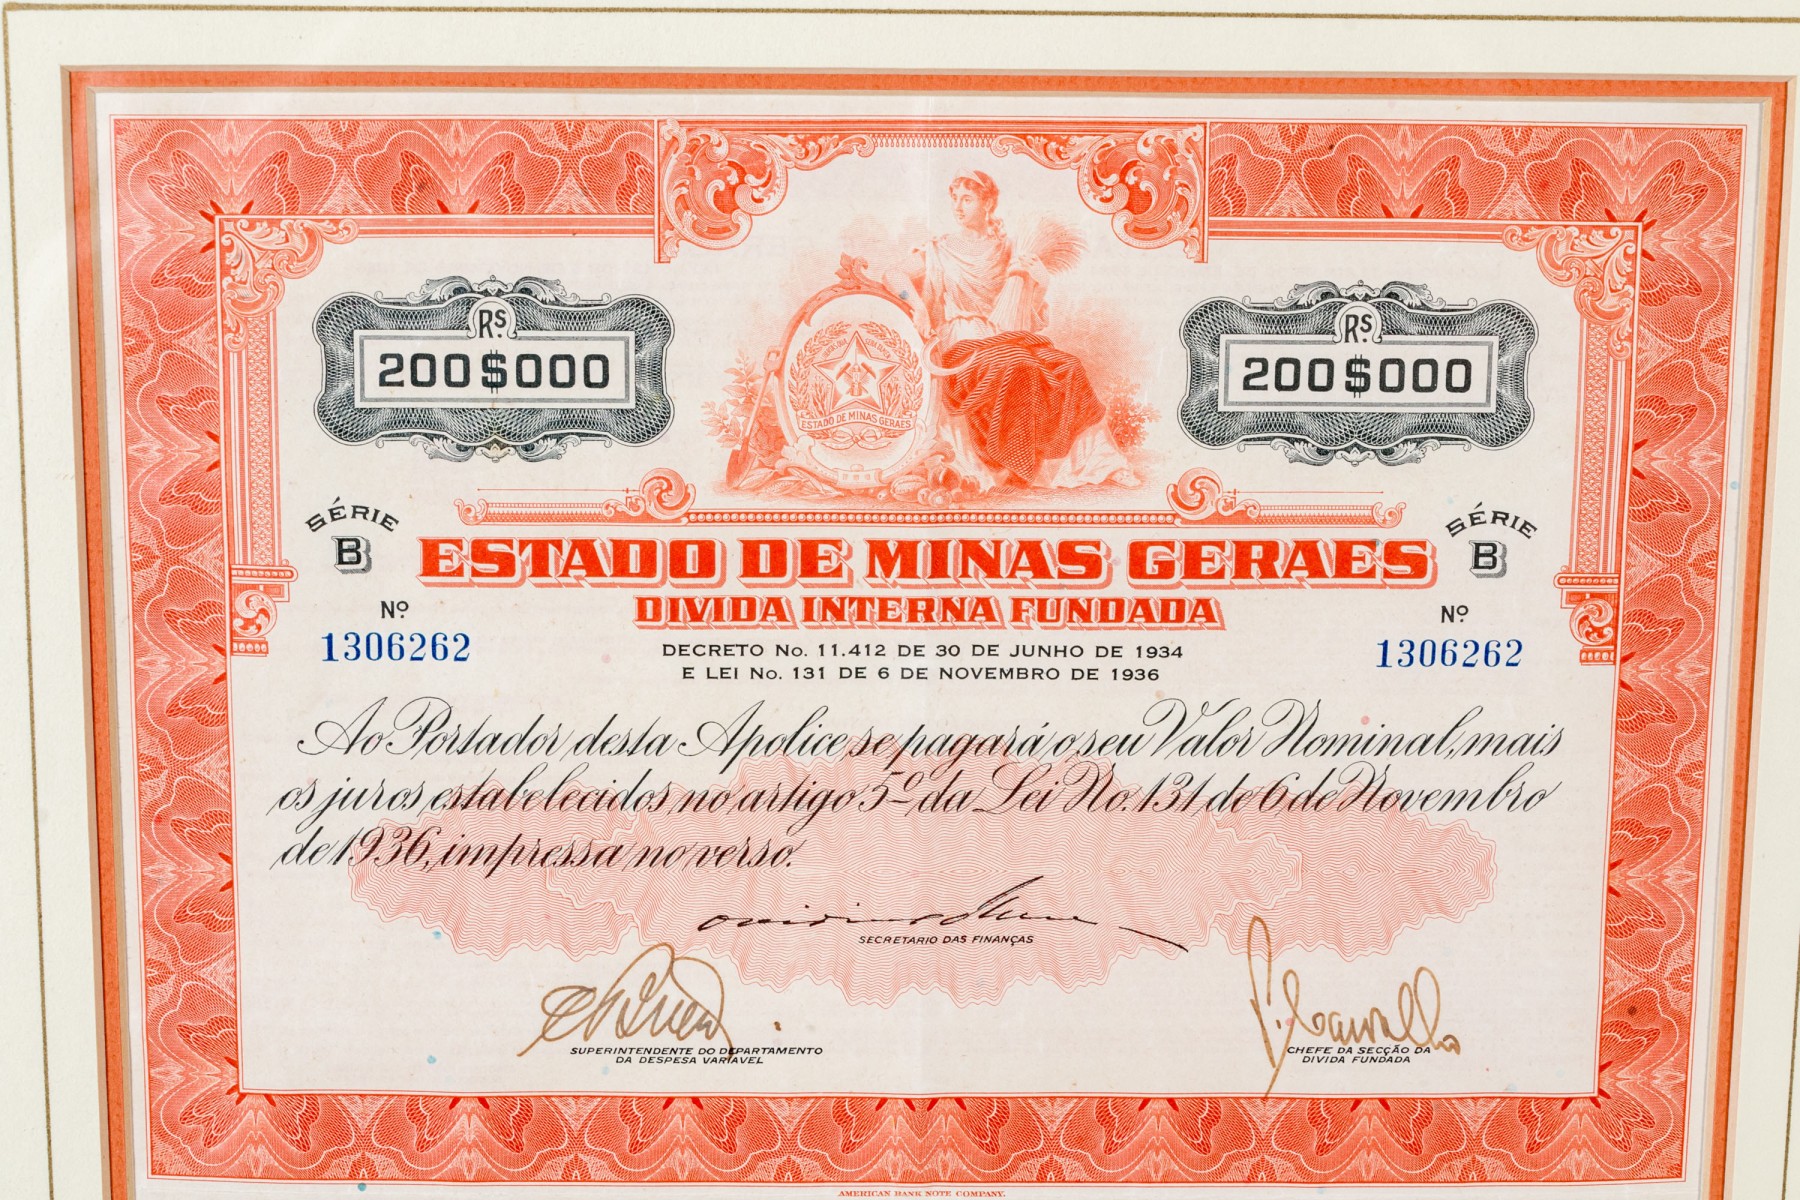 RS.
200$000
RS.
200$000
ESTADO DE MINAS GERAES
SÉRIE
B
SÉRIE
B
ESTADO DE MINAS GERAES
DIVIDA INTERNA FUNDADA
Nº
1306262
Nº
1306262
DECRETO No. 11.412 DE 30 DE JUNHO DE 1934
E LEI No. 131 DE 6 DE NOVEMBRO DE 1936
Ao Portador desta Apolice se pagará o seu Valor Nominal, mais
os juros estabelecidos no artigo 5º da Lei No. 131 de 6 de Novembro
de 1936, impressa no verso.
SECRETARIO DAS FINANÇAS
Carvalho
SUPERINTENDENTE DO DEPARTAMENTO
DA DESPESA VARIAVEL
CHEFE DA SECÇÃO DA
DIVIDA FUNDADA
AMERICAN BANK NOTE COMPANY.